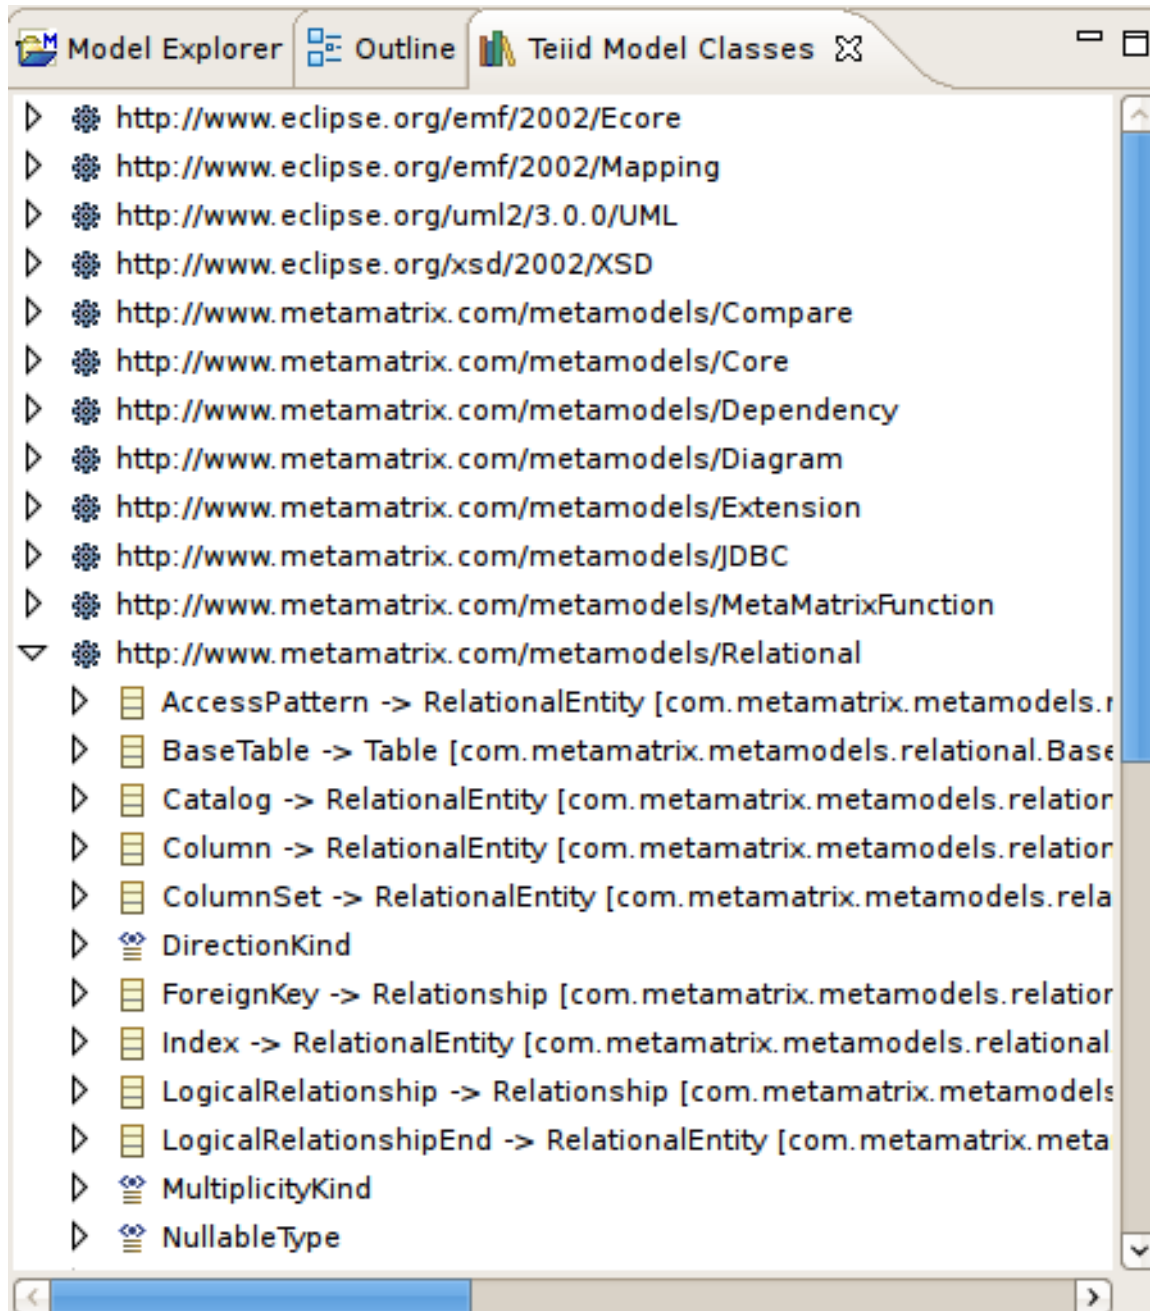 Model Explorer Outline Teiid Model Classes
http://www.eclipse.org/emf/2002/Ecore
http://www.eclipse.org/emf/2002/Mapping
http://www.eclipse.org/uml2/3.0.0/UML
http://www.eclipse.org/xsd/2002/XSD
http://www.metamatrix.com/metamodels/Compare
http://www.metamatrix.com/metamodels/Core
http://www.metamatrix.com/metamodels/Dependency
http://www.metamatrix.com/metamodels/Diagram
http://www.metamatrix.com/metamodels/Extension
http://www.metamatrix.com/metamodels/JDBC
http://www.metamatrix.com/metamodels/MetaMatrixFunction
http://www.metamatrix.com/metamodels/Relational
AccessPattern -> RelationalEntity [com.metamatrix.metamodels.r
BaseTable -> Table [com.metamatrix.metamodels.relational.Base
Catalog -> RelationalEntity [com.metamatrix.metamodels.relation
Column -> RelationalEntity [com.metamatrix.metamodels.relation
ColumnSet -> RelationalEntity [com.metamatrix.metamodels.rela
DirectionKind
ForeignKey -> Relationship [com.metamatrix.metamodels.relation
Index -> RelationalEntity [com.metamatrix.metamodels.relational.
LogicalRelationship -> Relationship [com.metamatrix.metamodels
LogicalRelationshipEnd -> RelationalEntity [com.metamatrix.meta
MultiplicityKind
NullableType